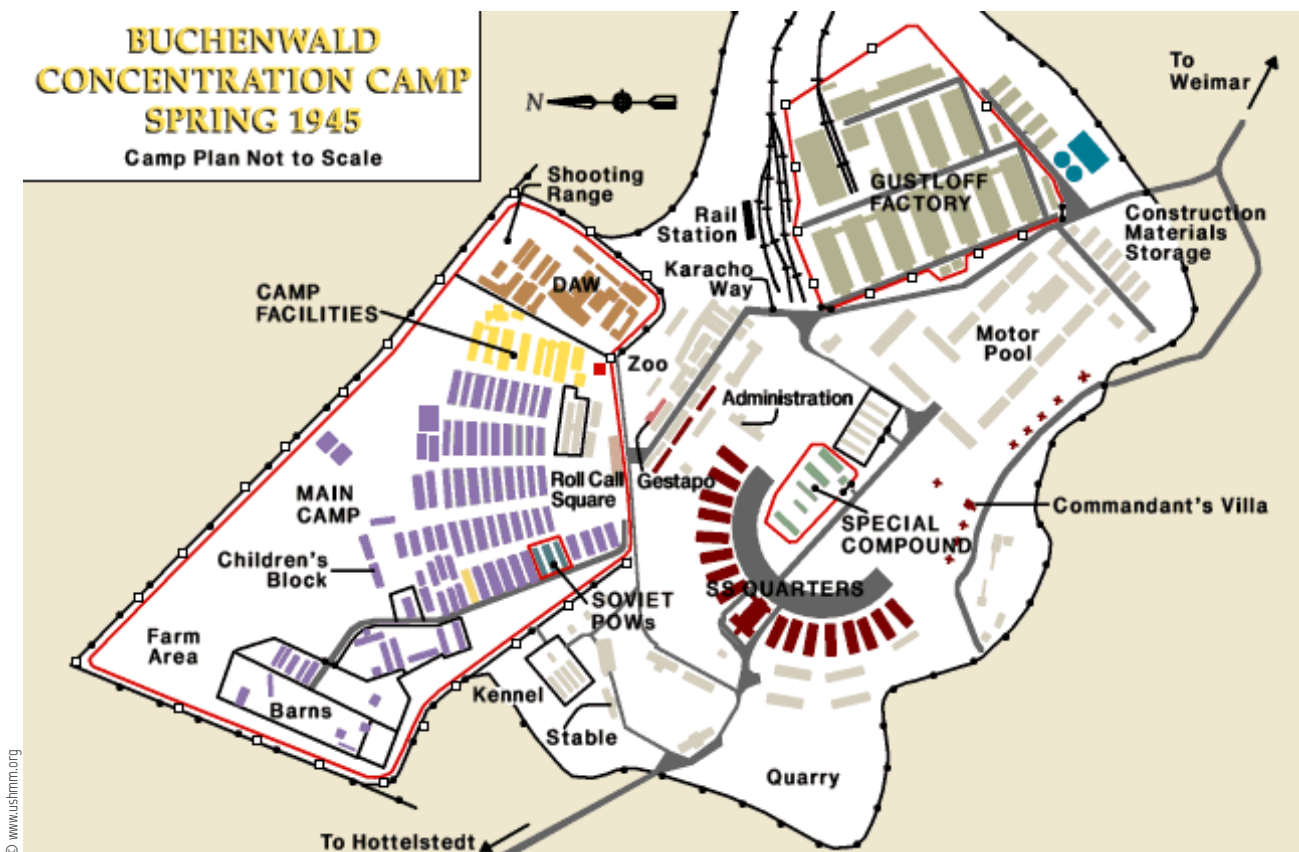 BUCHENWALD
CONCENTRATION CAMP
SPRING 1945
Camp Plan Not to Scale
N
To
Weimar
Shooting
Range
GUSTLOFF
FACTORY
Rail
Station
Construction
Materials
Storage
Karacho
Way
DAW
CAMP
FACILITIES
Motor
Pool
Zoo
Administration
Roll Call
Square
Gestapo
MAIN
CAMP
Commandant's Villa
SPECIAL
COMPOUND
Children's
Block
SS QUARTERS
SOVIET
POWs
Farm
Area
Kennel
Barns
Stable
Quarry
To Hottelstedt
© www.ushmm.org